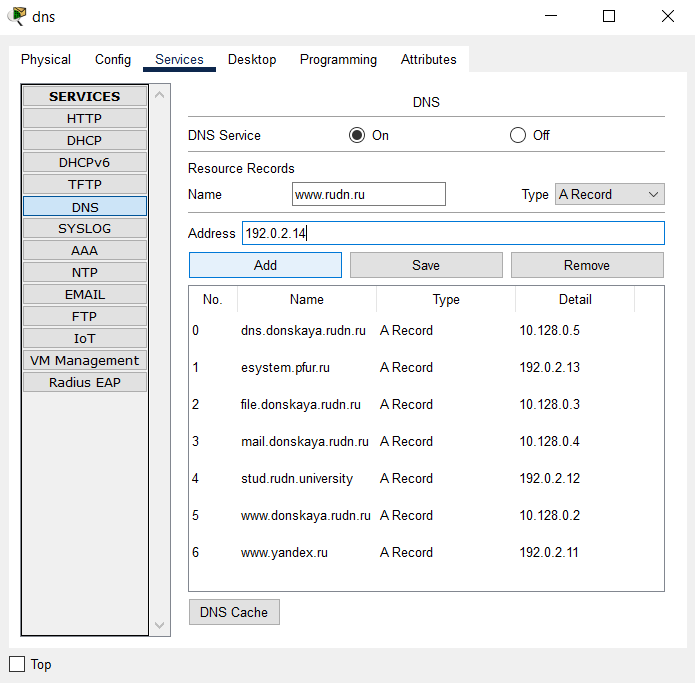 dns
Physical Config Services Desktop Programming Attributes
SERVICES
HTTP
DHCP
DHCPv6
TFTP
DNS
SYSLOG
AAA
NTP
EMAIL
FTP
IoT
VM Management
Radius EAP
DNS
DNS Service On Off
Resource Records
Name www.rudn.ru Type A Record
Address 192.0.2.14
Add Save Remove
No. Name Type Detail
0 dns.donskaya.rudn.ru A Record 10.128.0.5
1 esystem.pfur.ru A Record 192.0.2.13
2 file.donskaya.rudn.ru A Record 10.128.0.3
3 mail.donskaya.rudn.ru A Record 10.128.0.4
4 stud.rudn.university A Record 192.0.2.12
5 www.donskaya.rudn.ru A Record 10.128.0.2
6 www.yandex.ru A Record 192.0.2.11
DNS Cache
Top